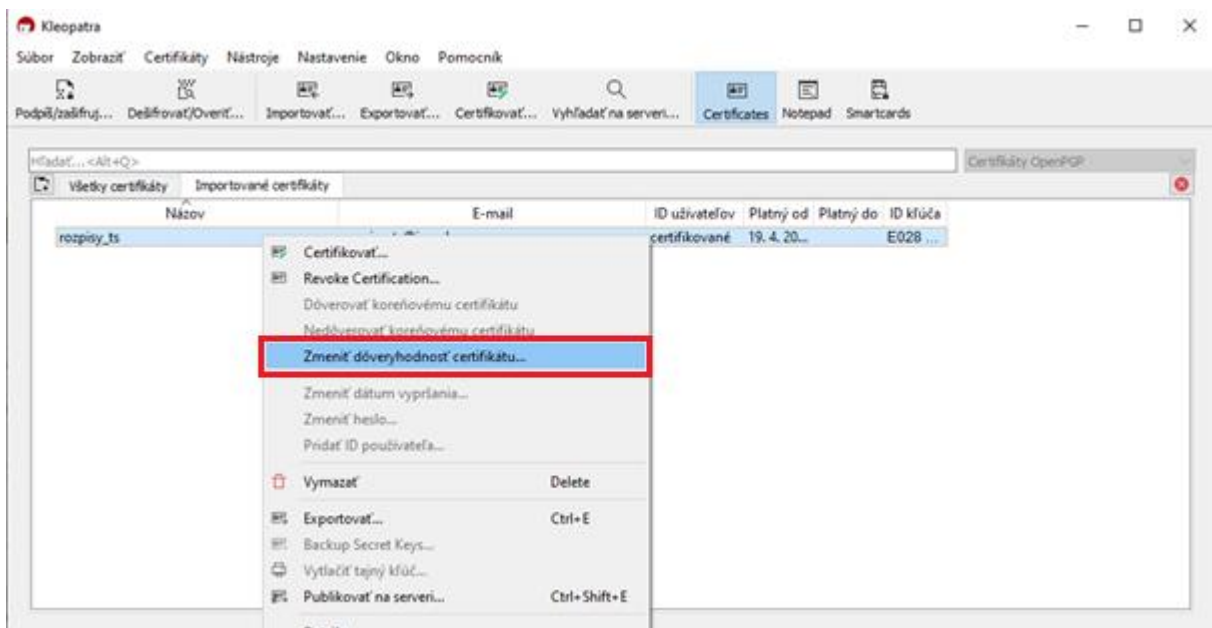 Kleopatra
Súbor Zobraziť Certifikáty Nástroje Nastavenie Okno Pomocník
Podpíš/zašifruj... Dešifrovať/Overiť... Importovať... Exportovať... Certifikovať... Vyhľadať na serveri... Certificates Notepad Smartcards
Hľadať...<Alt+Q> Certifikáty OpenPGP
Všetky certifikáty Importované certifikáty
Názov E-mail ID užívateľov Platný od Platný do ID kľúča
rozpisy_ts certifikované 19. 4. 20... E028 ...
Certifikovať...
Revoke Certification...
Dôverovať koreňovému certifikátu
Nedôverovať koreňovému certifikátu
Zmeniť dôveryhodnosť certifikátu...
Zmeniť dátum vypršania...
Zmeniť heslo...
Pridať ID používateľa...
Vymazať Delete
Exportovať... Ctrl+E
Backup Secret Keys...
Vytlačiť tajný kľúč...
Publikovať na serveri... Ctrl+Shift+E